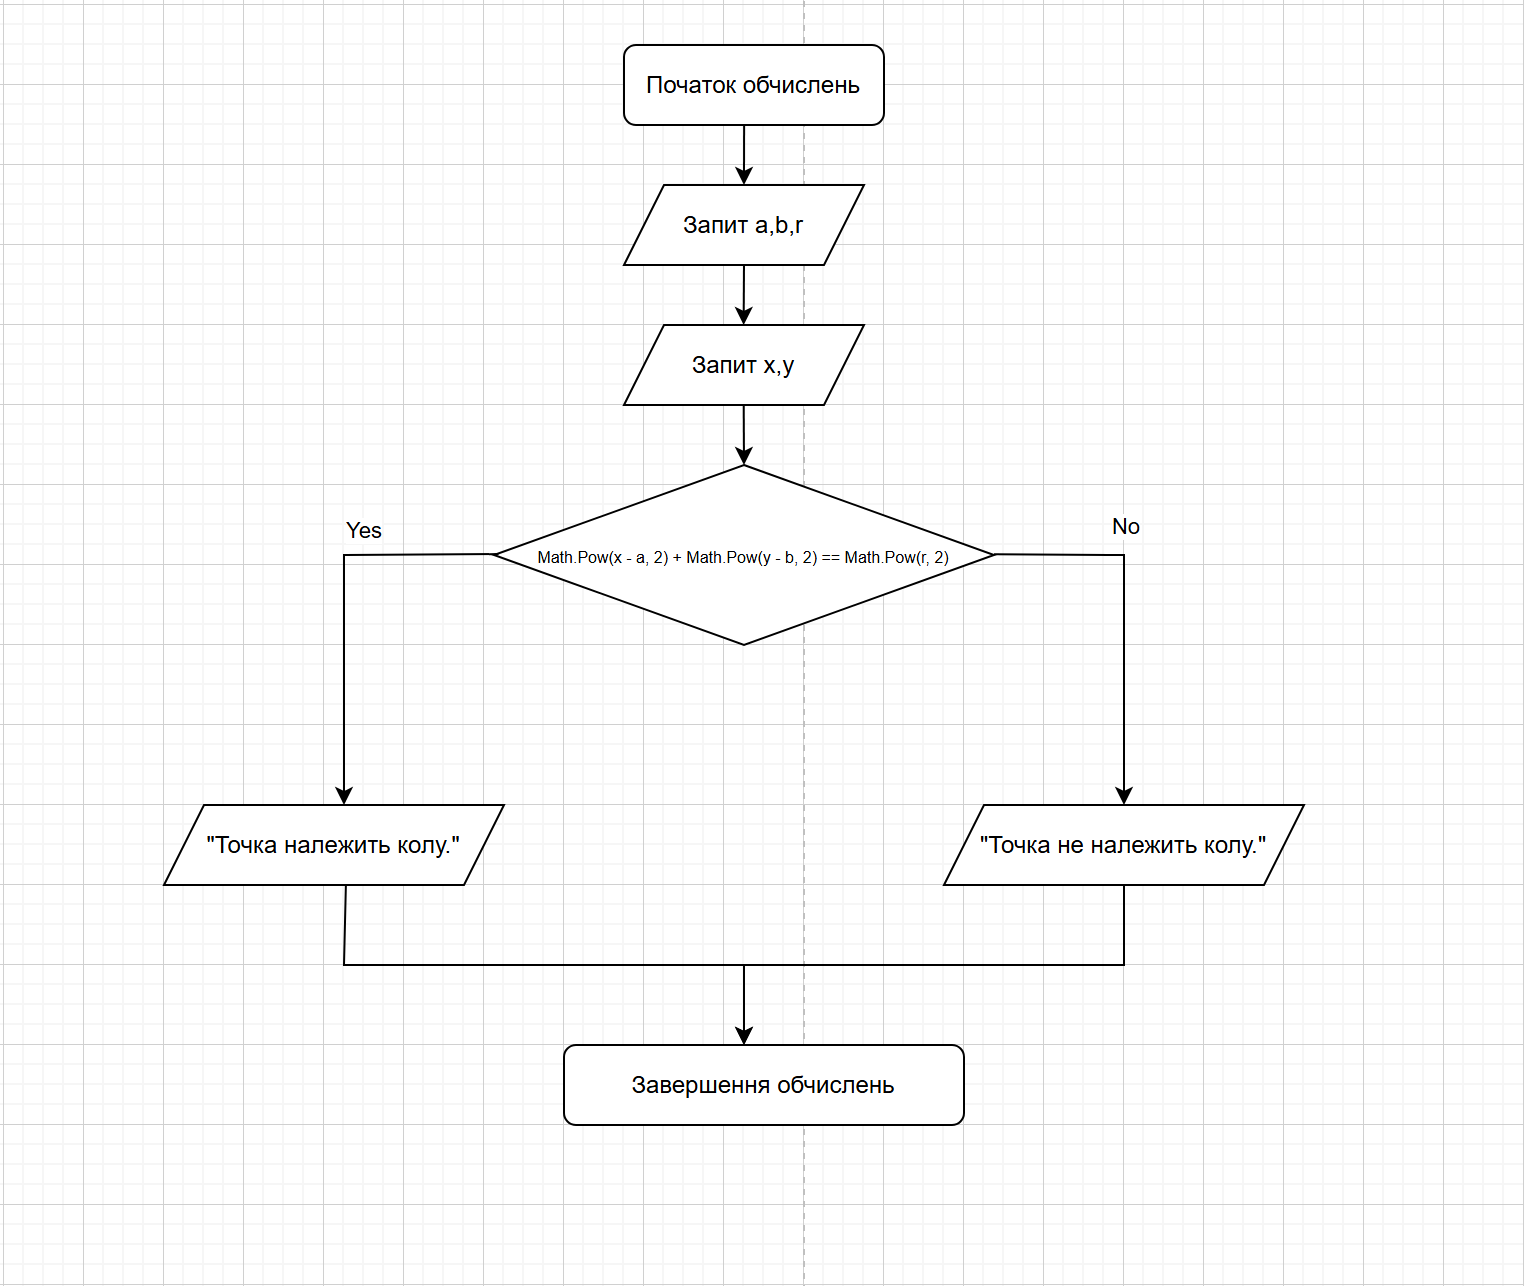 Початок обчислень
Запит a,b,r
Запит x,y
Yes
No
Math.Pow(x - a, 2) + Math.Pow(y - b, 2) == Math.Pow(r, 2)
"Точка належить колу."
"Точка не належить колу."
Завершення обчислень